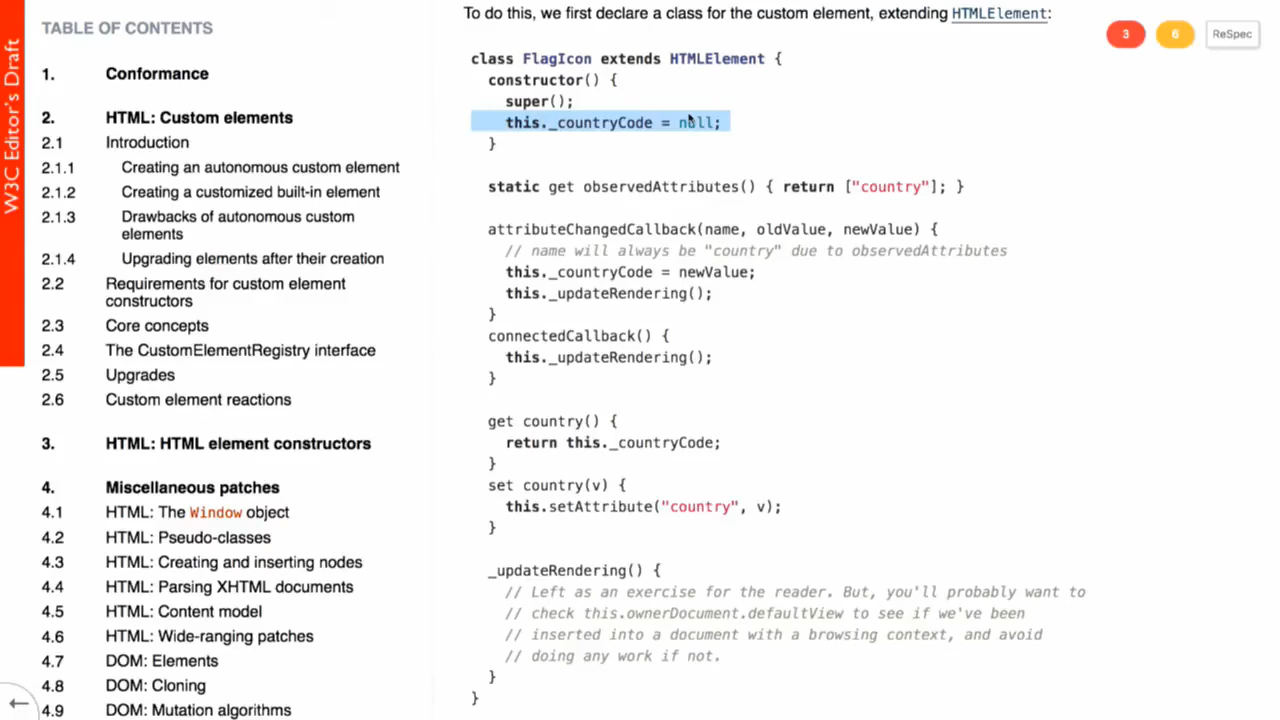 W3C Editor's Draft
TABLE OF CONTENTS
1. Conformance
2. HTML: Custom elements
2.1 Introduction
2.1.1 Creating an autonomous custom element
2.1.2 Creating a customized built-in element
2.1.3 Drawbacks of autonomous custom
elements
2.1.4 Upgrading elements after their creation
2.2 Requirements for custom element
constructors
2.3 Core concepts
2.4 The CustomElementRegistry interface
2.5 Upgrades
2.6 Custom element reactions
3. HTML: HTML element constructors
4. Miscellaneous patches
4.1 HTML: The Window object
4.2 HTML: Pseudo-classes
4.3 HTML: Creating and inserting nodes
4.4 HTML: Parsing XHTML documents
4.5 HTML: Content model
4.6 HTML: Wide-ranging patches
4.7 DOM: Elements
4.8 DOM: Cloning
4.9 DOM: Mutation algorithms
To do this, we first declare a class for the custom element, extending HTMLElement:
class FlagIcon extends HTMLElement {
constructor() {
super();
this._countryCode = null;
}
static get observedAttributes() { return ["country"]; }
attributeChangedCallback(name, oldValue, newValue) {
// name will always be "country" due to observedAttributes
this._countryCode = newValue;
this._updateRendering();
}
connectedCallback() {
this._updateRendering();
}
get country() {
return this._countryCode;
}
set country(v) {
this.setAttribute("country", v);
}
_updateRendering() {
// Left as an exercise for the reader. But, you'll probably want to
// check this.ownerDocument.defaultView to see if we've been
// inserted into a document with a browsing context, and avoid
// doing any work if not.
}
}
3 6 ReSpec